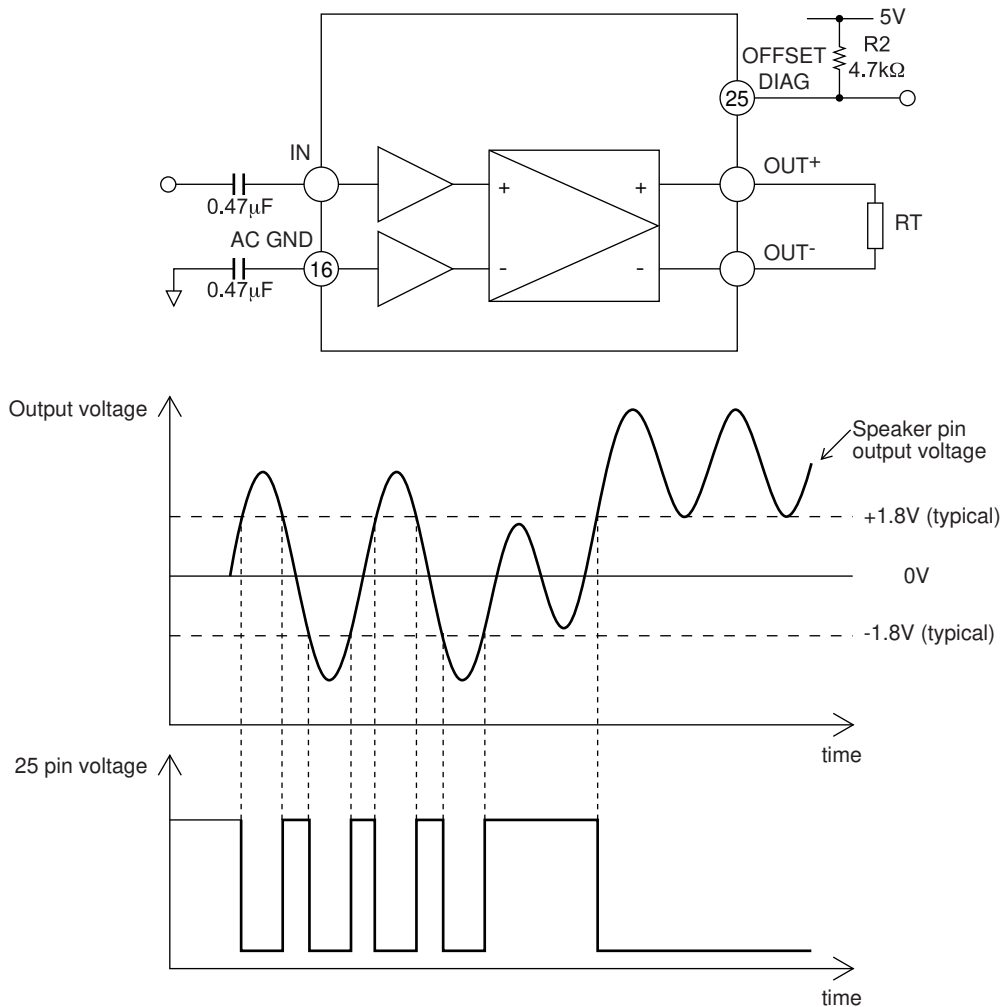 5V
OFFSET
DIAG
R2
4.7kΩ
25
IN
OUT+
0.47μF
RT
AC GND
16
OUT-
0.47μF
+
+
-
-
Output voltage
Speaker pin
output voltage
+1.8V (typical)
0V
-1.8V (typical)
time
25 pin voltage
time